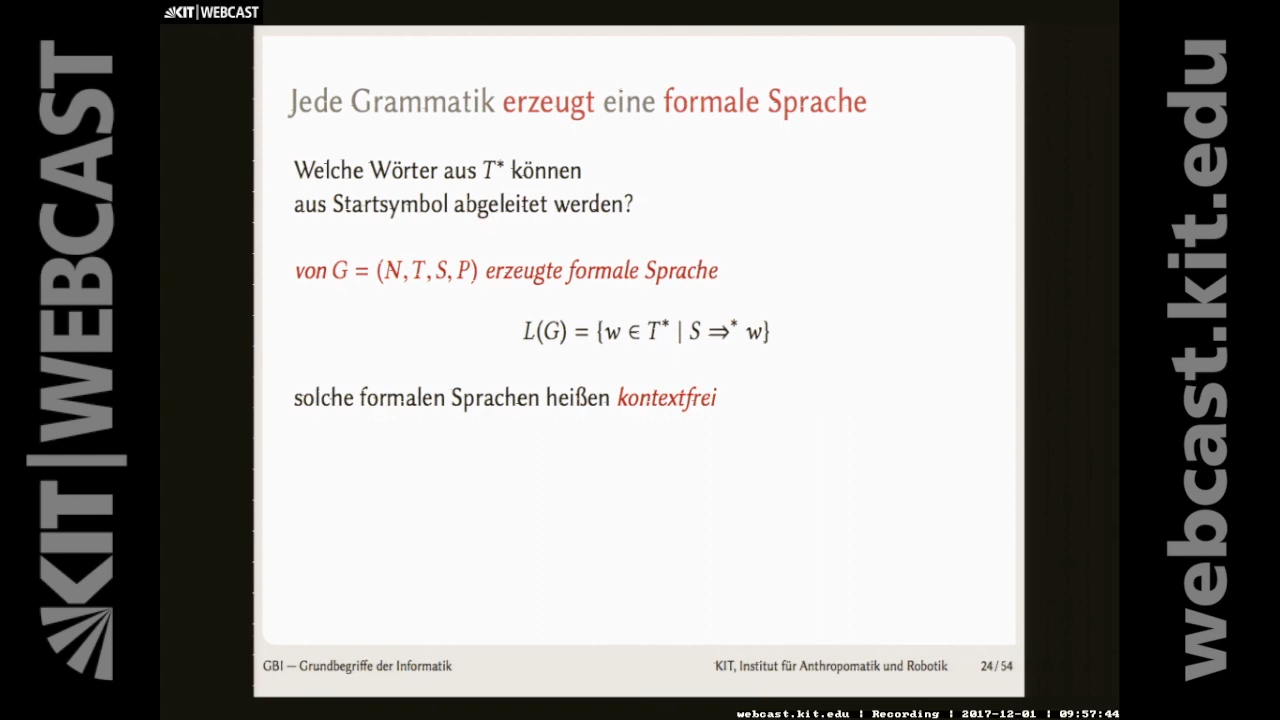 KIT|WEBCAST
KIT|WEBCAST
Jede Grammatik erzeugt eine formale Sprache
Welche Wörter aus T* können
aus Startsymbol abgeleitet werden?
von G = (N, T, S, P) erzeugte formale Sprache
L(G) = {w ∈ T* | S ⇒* w}
solche formalen Sprachen heißen kontextfrei
GBI — Grundbegriffe der Informatik
KIT, Institut für Anthropomatik und Robotik
24/54
webcast.kit.edu
webcast.kit.edu | Recording | 2017-12-01 | 09:57:44